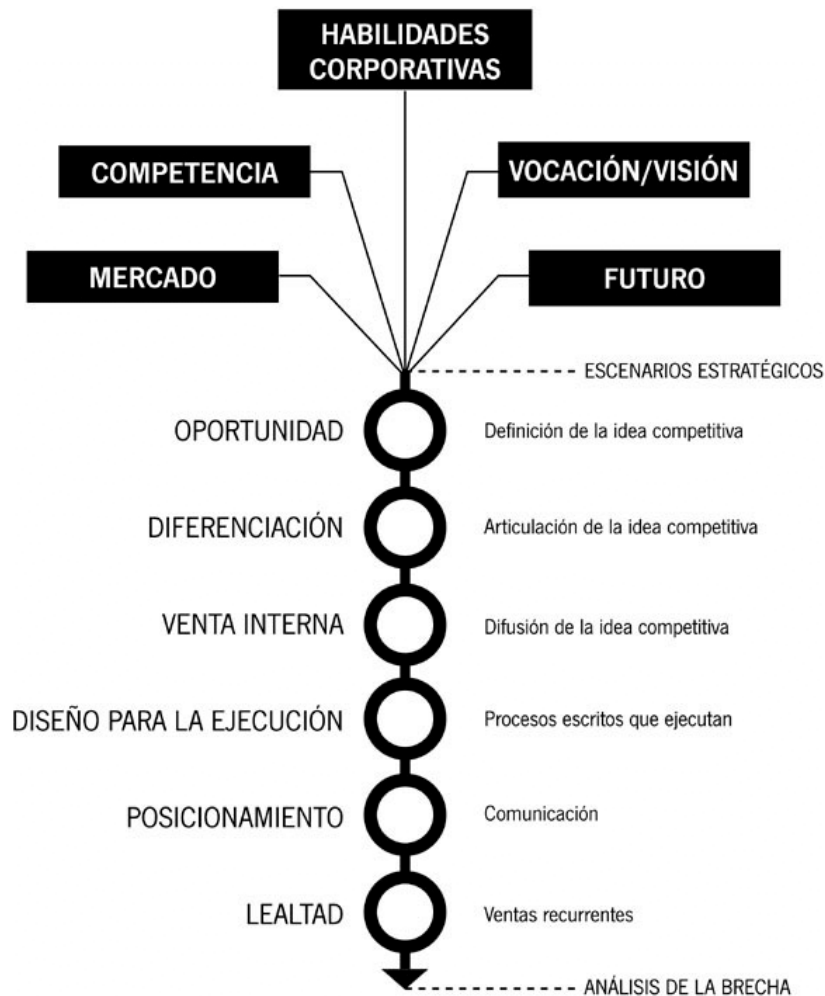 HABILIDADES
CORPORATIVAS
COMPETENCIA
VOCACIÓN/VISIÓN
MERCADO
FUTURO
ESCENARIOS ESTRATÉGICOS
OPORTUNIDAD
Definición de la idea competitiva
DIFERENCIACIÓN
Articulación de la idea competitiva
VENTA INTERNA
Difusión de la idea competitiva
DISEÑO PARA LA EJECUCIÓN
Procesos escritos que ejecutan
POSICIONAMIENTO
Comunicación
LEALTAD
Ventas recurrentes
ANÁLISIS DE LA BRECHA